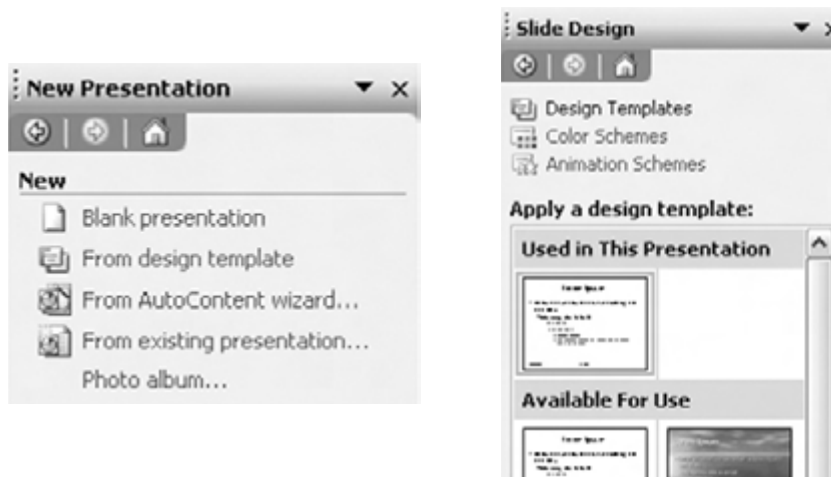 New Presentation
New
Blank presentation
From design template
From AutoContent wizard...
From existing presentation...
Photo album...
Slide Design
Design Templates
Color Schemes
Animation Schemes
Apply a design template:
Used in This Presentation
Available For Use